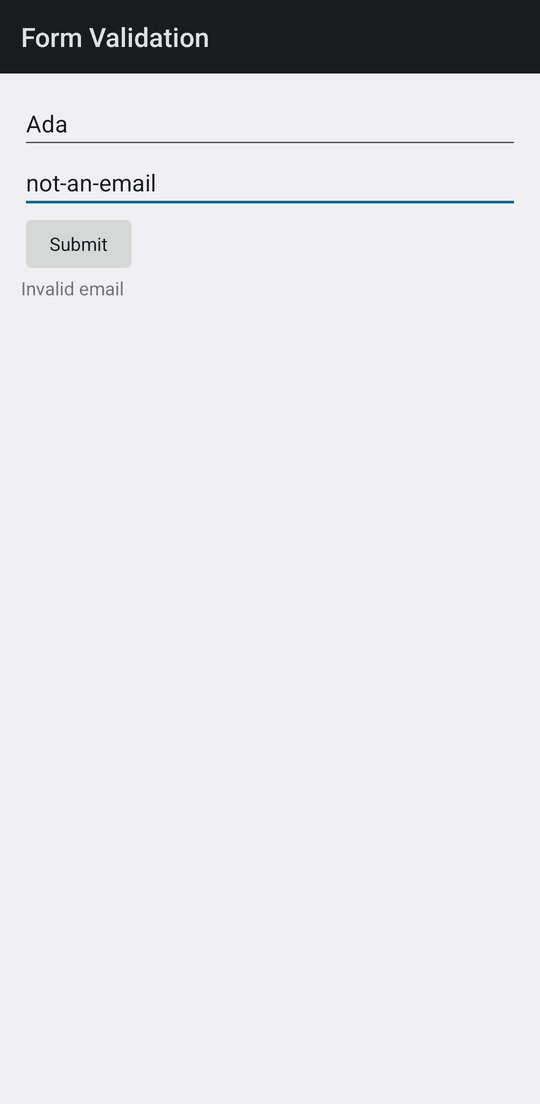 Form Validation
Ada
not-an-email
Submit
Invalid email